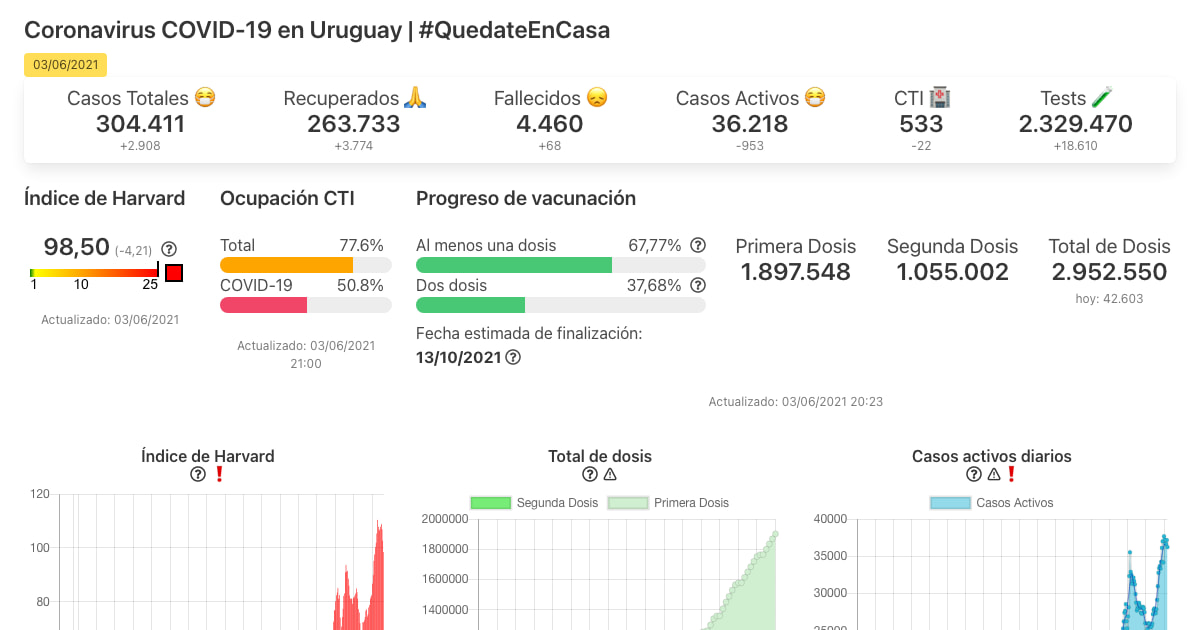 Coronavirus COVID-19 en Uruguay | #QuedateEnCasa
03/06/2021
Casos Totales 😷 Recuperados 🙏 Fallecidos 😞 Casos Activos 😷 CTI 🏥 Tests 🧪
304.411 263.733 4.460 36.218 533 2.329.470
+2.908 +3.774 +68 -953 -22 +18.610
Índice de Harvard Ocupación CTI Progreso de vacunación
98,50 (-4,21)
1 10 25
Actualizado: 03/06/2021
Total 77.6%
COVID-19 50.8%
Actualizado: 03/06/2021
21:00
Al menos una dosis 67,77%
Dos dosis 37,68%
Fecha estimada de finalización:
13/10/2021
Primera Dosis Segunda Dosis Total de Dosis
1.897.548 1.055.002 2.952.550
hoy: 42.603
Actualizado: 03/06/2021 20:23
Índice de Harvard
120
100
80
Total de dosis
Segunda Dosis Primera Dosis
2000000
1800000
1600000
1400000
Casos activos diarios
Casos Activos
40000
35000
30000
25000